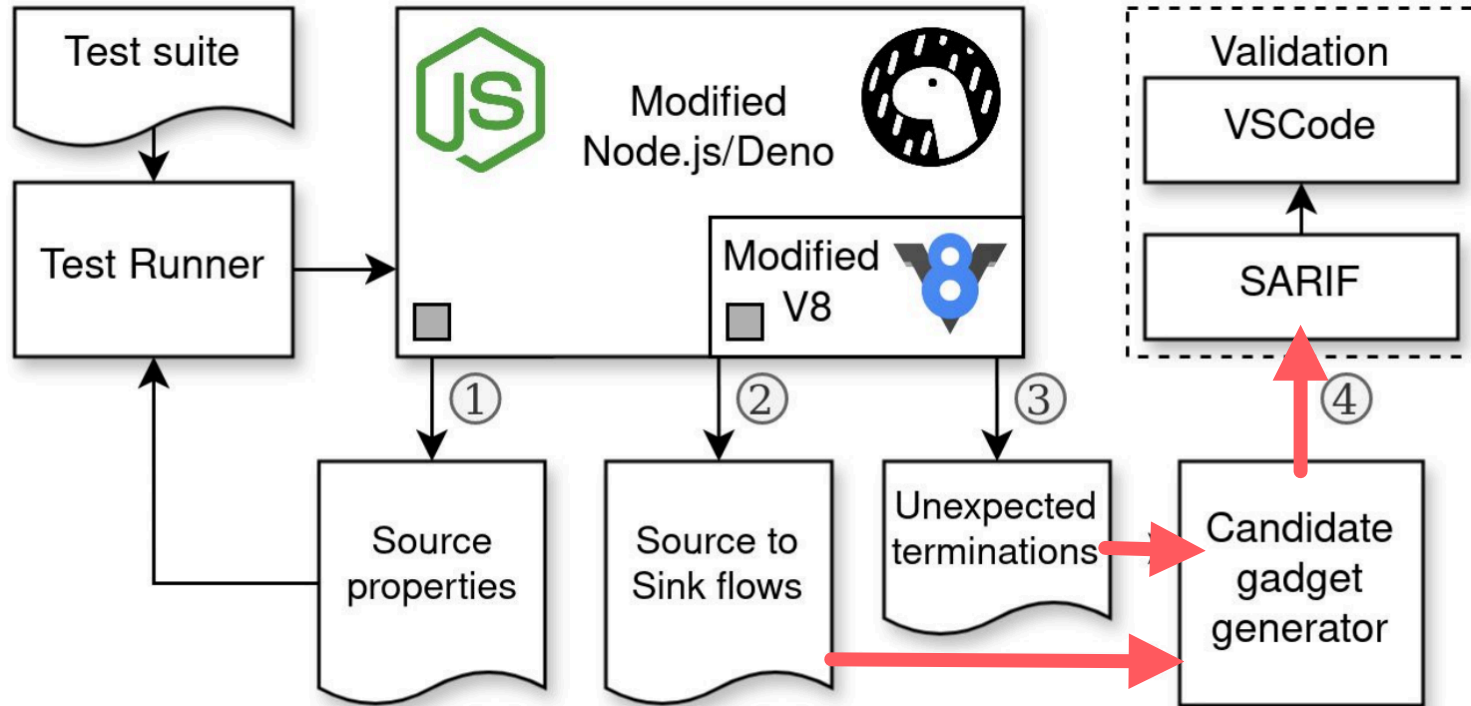 Test suite
JS
Modified
Node.js/Deno
Validation
VSCode
Test Runner
Modified
V8
8
SARIF
①
②
③
④
Source
properties
Source to
Sink flows
Unexpected
terminations
Candidate
gadget
generator